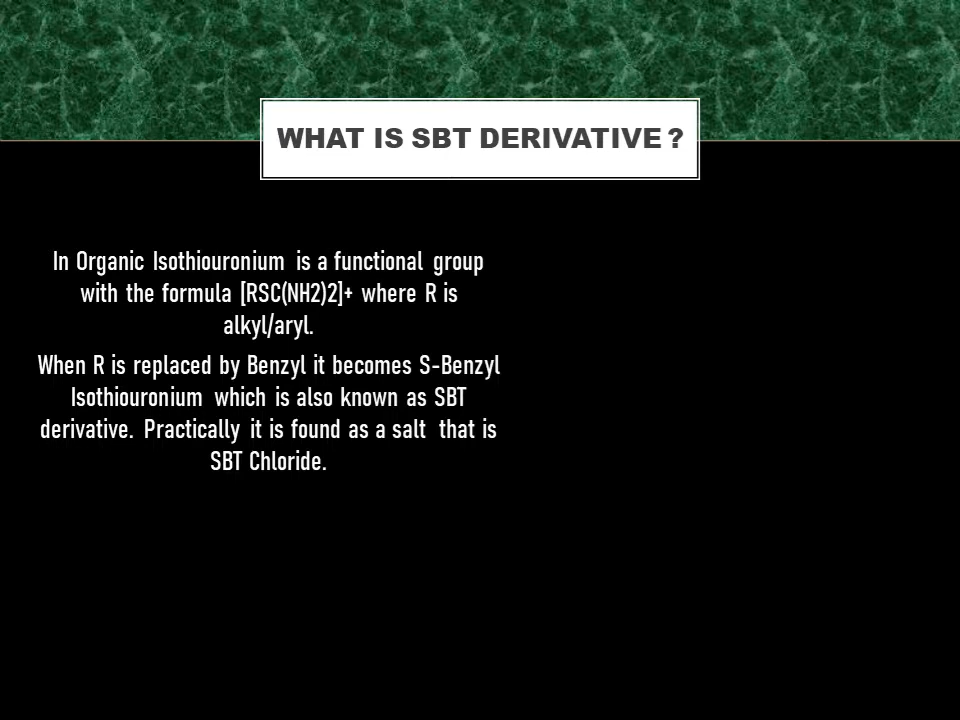 WHAT IS SBT DERIVATIVE ?
In Organic Isothiouronium is a functional group
with the formula [RSC(NH2)2]+ where R is
alkyl/aryl.
When R is replaced by Benzyl it becomes S-Benzyl
Isothiouronium which is also known as SBT
derivative. Practically it is found as a salt that is
SBT Chloride.